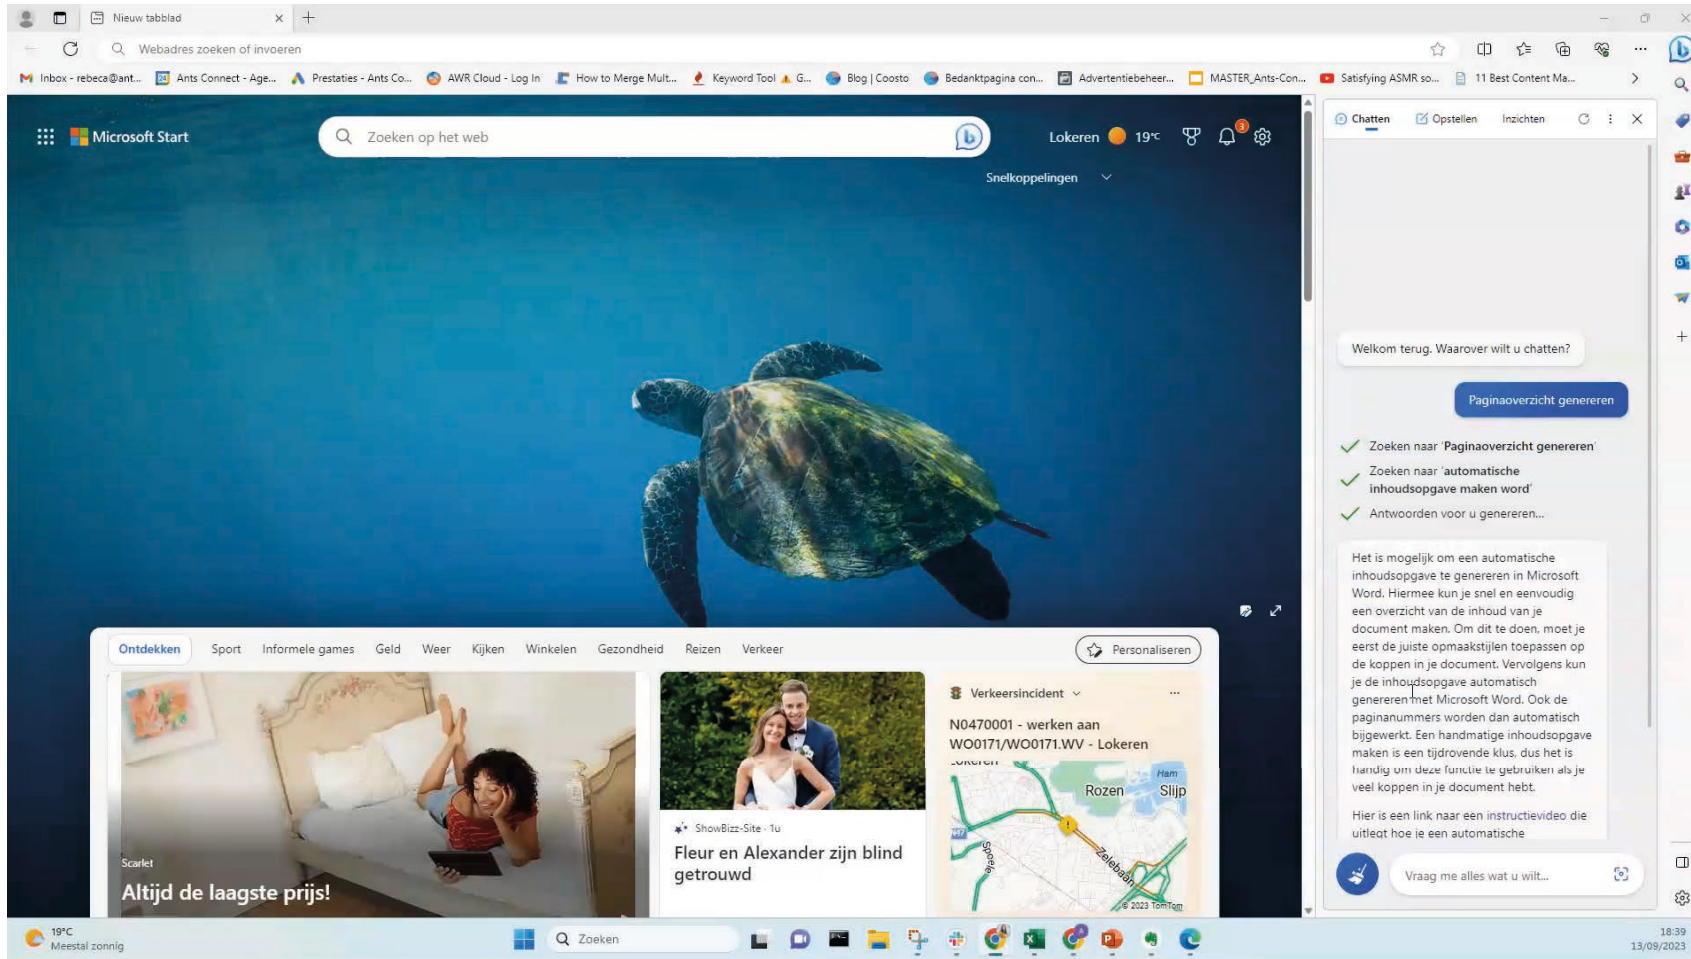 Nieuw tabblad
Webadres zoeken of invoeren
Inbox - rebeca@ant...
Ants Connect - Age...
Prestaties - Ants Co...
AWR Cloud - Log In
How to Merge Mult...
Keyword Tool
G...
Blog | Coosto
Bedanktpagina con...
Advertentiebeheer...
MASTER_Ants-Con...
Satisfying ASMR so...
11 Best Content Ma...
Microsoft Start
Zoeken op het web
Lokeren
19°C
3
Snelkoppelingen
Ontdekken
Sport
Informele games
Geld
Weer
Kijken
Winkelen
Gezondheid
Reizen
Verkeer
Personaliseren
Scarlet
Altijd de laagste prijs!
ShowBizz-Site · 1u
Fleur en Alexander zijn blind
getrouwd
Verkeersincident
N0470001 - werken aan
WO0171/WO0171.WV - Lokeren
Lokeren
Ham
Rozen
Slijp
N47
Spoele
Zelebaan
© 2023 TomTom
Chatten
Opstellen
Inzichten
Welkom terug. Waarover wilt u chatten?
Paginaoverzicht genereren
Zoeken naar 'Paginaoverzicht genereren'
Zoeken naar 'automatische
inhoudsopgave maken word'
Antwoorden voor u genereren...
Het is mogelijk om een automatische
inhoudsopgave te genereren in Microsoft
Word. Hiermee kun je snel en eenvoudig
een overzicht van de inhoud van je
document maken. Om dit te doen, moet je
eerst de juiste opmaakstijlen toepassen op
de koppen in je document. Vervolgens kun
je de inhoudsopgave automatisch
genereren met Microsoft Word. Ook de
paginanummers worden dan automatisch
bijgewerkt. Een handmatige inhoudsopgave
maken is een tijdrovende klus, dus het is
handig om deze functie te gebruiken als je
veel koppen in je document hebt.
Hier is een link naar een instructievideo die
uitlegt hoe je een automatische
Vraag me alles wat u wilt...
19°C
Meestal zonnig
Zoeken
18:39
13/09/2023